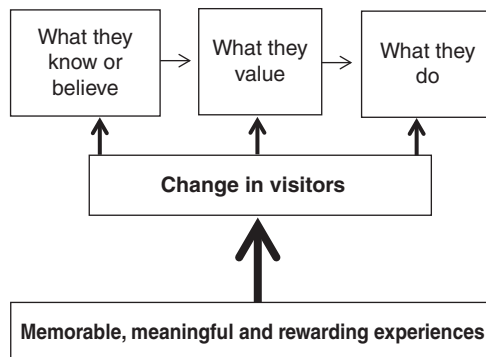 What they
know or
believe
What they
value
What they
do
Change in visitors
Memorable, meaningful and rewarding experiences